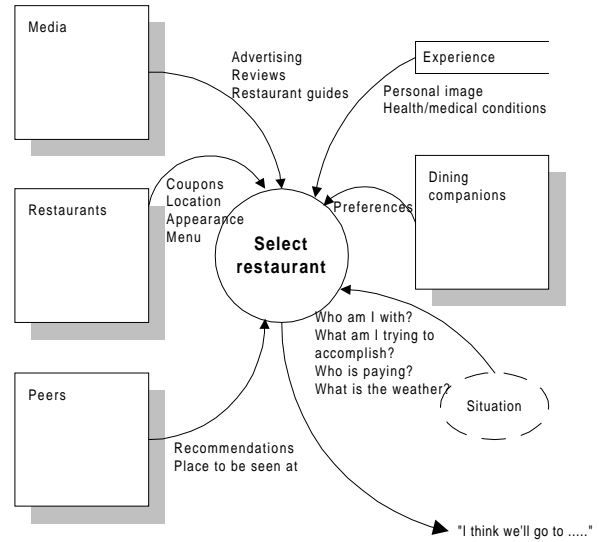 Media
Advertising
Reviews
Restaurant guides
Experience
Personal image
Health/medical conditions
Restaurants
Coupons
Location
Appearance
Menu
Select
restaurant
Preferences
Dining
companions
Who am I with?
What am I trying to
accomplish?
Who is paying?
What is the weather?
Situation
Peers
Recommendations
Place to be seen at
"I think we'll go to ....."